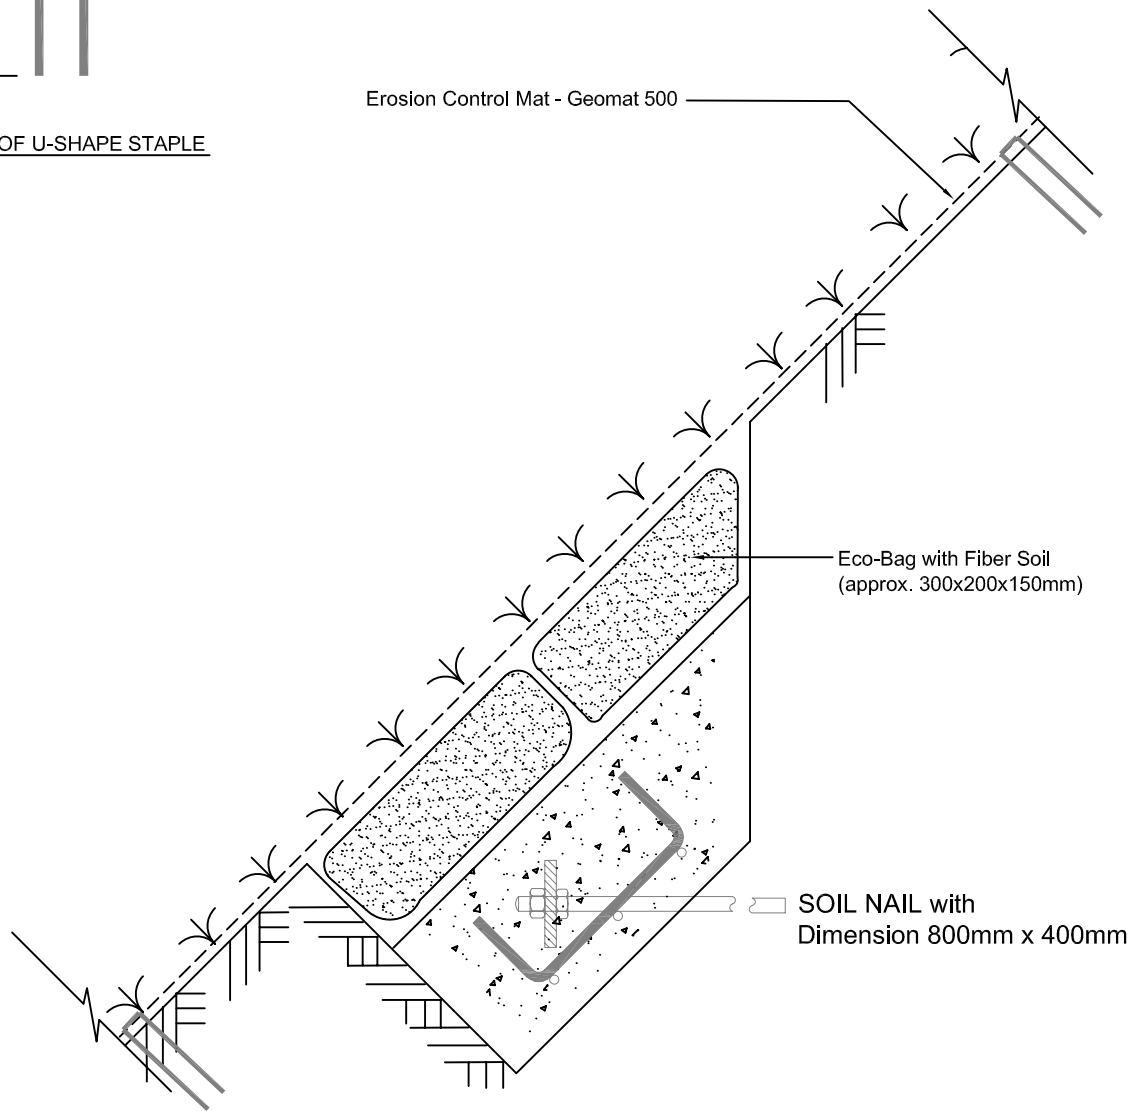 Erosion Control Mat - Geomat 500
OF U-SHAPE STAPLE
Eco-Bag with Fiber Soil
(approx. 300x200x150mm)
SOIL NAIL with
Dimension 800mm x 400mm